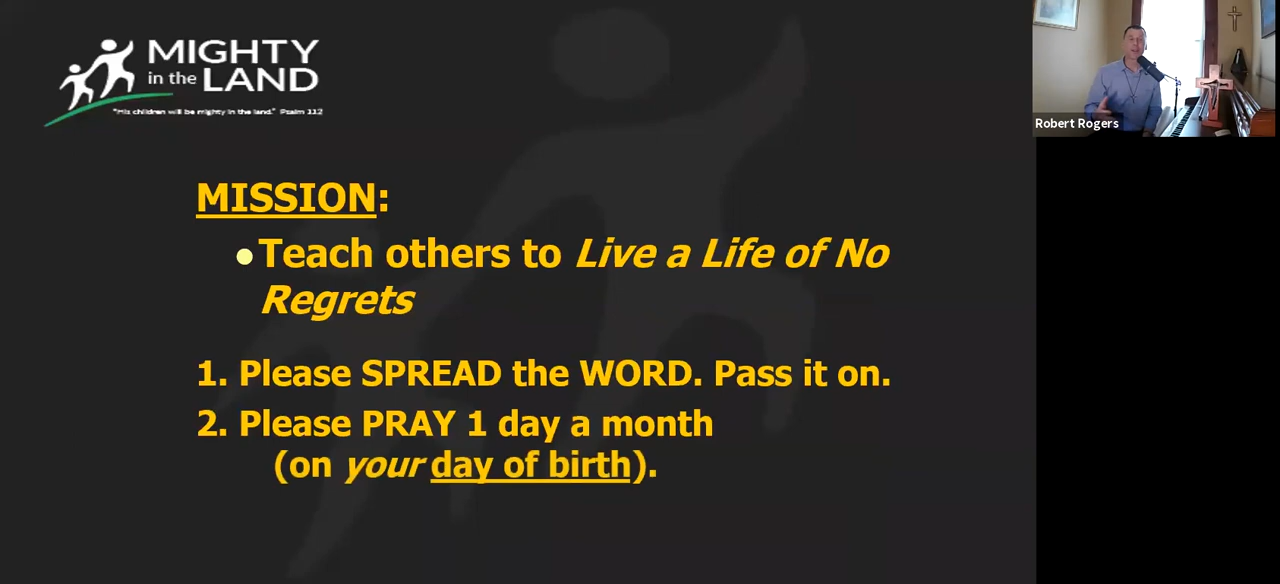 MIGHTY
in the LAND
"His children will be mighty in the land." Psalm 112
Robert Rogers
MISSION:
Teach others to Live a Life of No
Regrets
1. Please SPREAD the WORD. Pass it on.
2. Please PRAY 1 day a month
(on your day of birth).